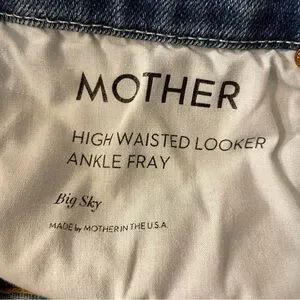 MOTHER
HIGH WAISTED LOOKER
ANKLE FRAY
Big Sky
MADE by MOTHER IN THE U.S.A.